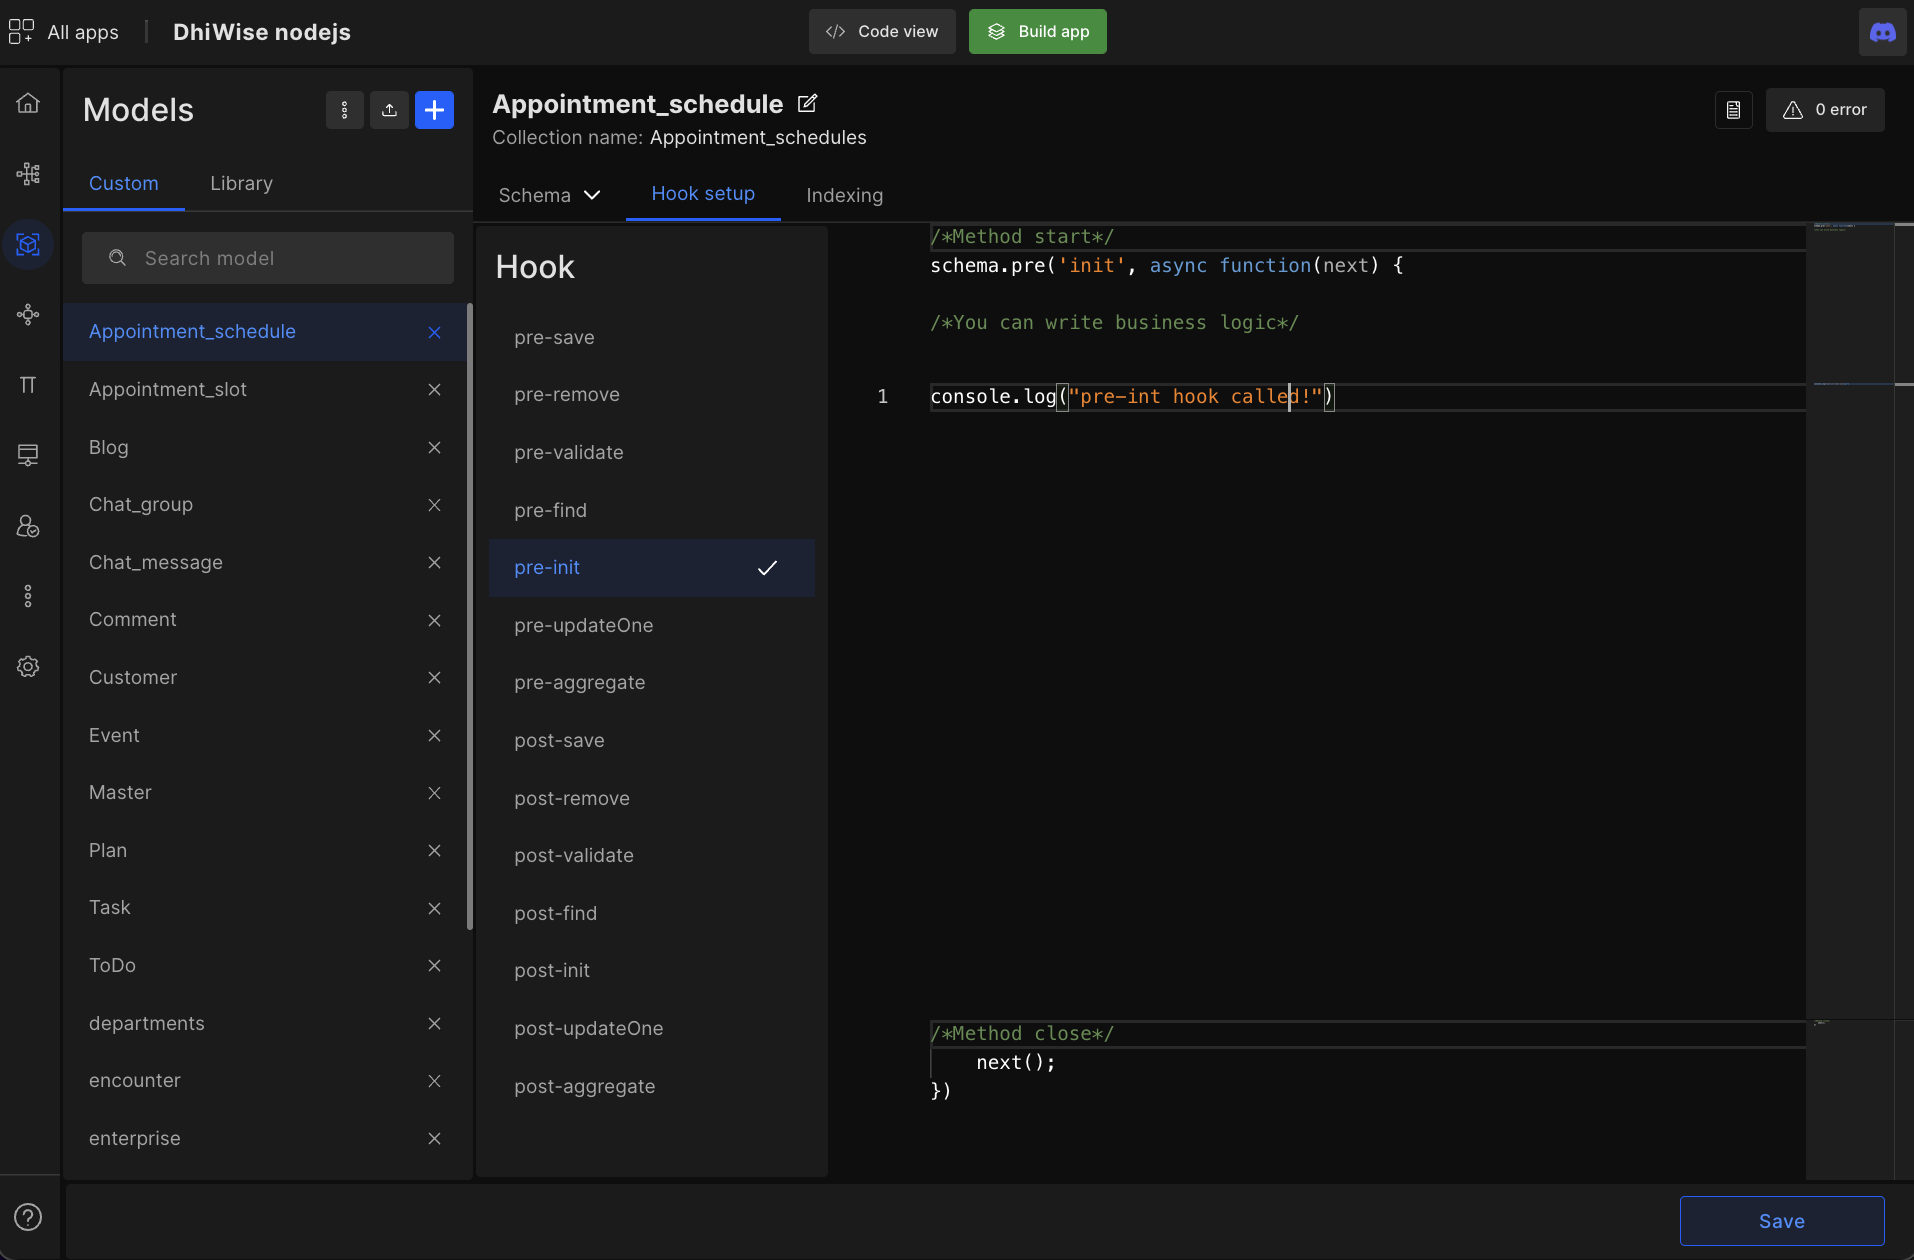 All apps
DhiWise nodejs
Code view
Build app
Models
Custom
Library
Search model
Appointment_schedule
Appointment_slot
Blog
Chat_group
Chat_message
Comment
Customer
Event
Master
Plan
Task
ToDo
departments
encounter
enterprise
Appointment_schedule
Collection name: Appointment_schedules
0 error
Schema
Hook setup
Indexing
Hook
pre-save
pre-remove
pre-validate
pre-find
pre-init
pre-updateOne
pre-aggregate
post-save
post-remove
post-validate
post-find
post-init
post-updateOne
post-aggregate
/*Method start*/
schema.pre('init', async function(next) {
/*You can write business logic*/
1 console.log("pre-int hook called!")
/*Method close*/
next();
})
Save